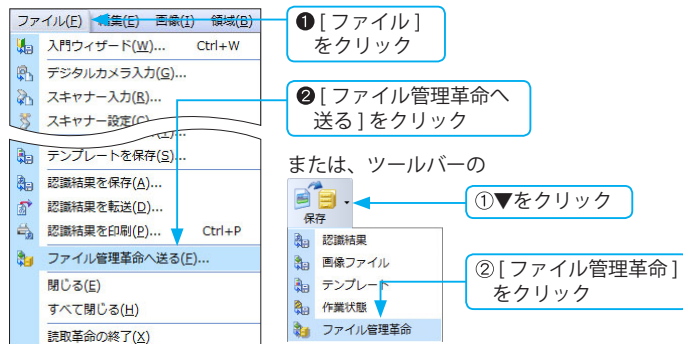 ファイル(F) 編集(E) 画像(I) 領域(B)
入門ウィザード(W)... Ctrl+W
デジタルカメラ入力(G)...
スキャナー入力(R)...
スキャナー設定(C)...
テンプレートを保存(S)...
認識結果を保存(A)...
認識結果を転送(D)...
認識結果を印刷(P)... Ctrl+P
ファイル管理革命へ送る(F)...
閉じる(E)
すべて閉じる(H)
読取革命の終了(X)
❶[ ファイル ]
をクリック
❷[ ファイル管理革命へ
送る ] をクリック
または、ツールバーの
保存
①▼をクリック
認識結果
画像ファイル
テンプレート
作業状態
ファイル管理革命
②[ ファイル管理革命 ]
をクリック